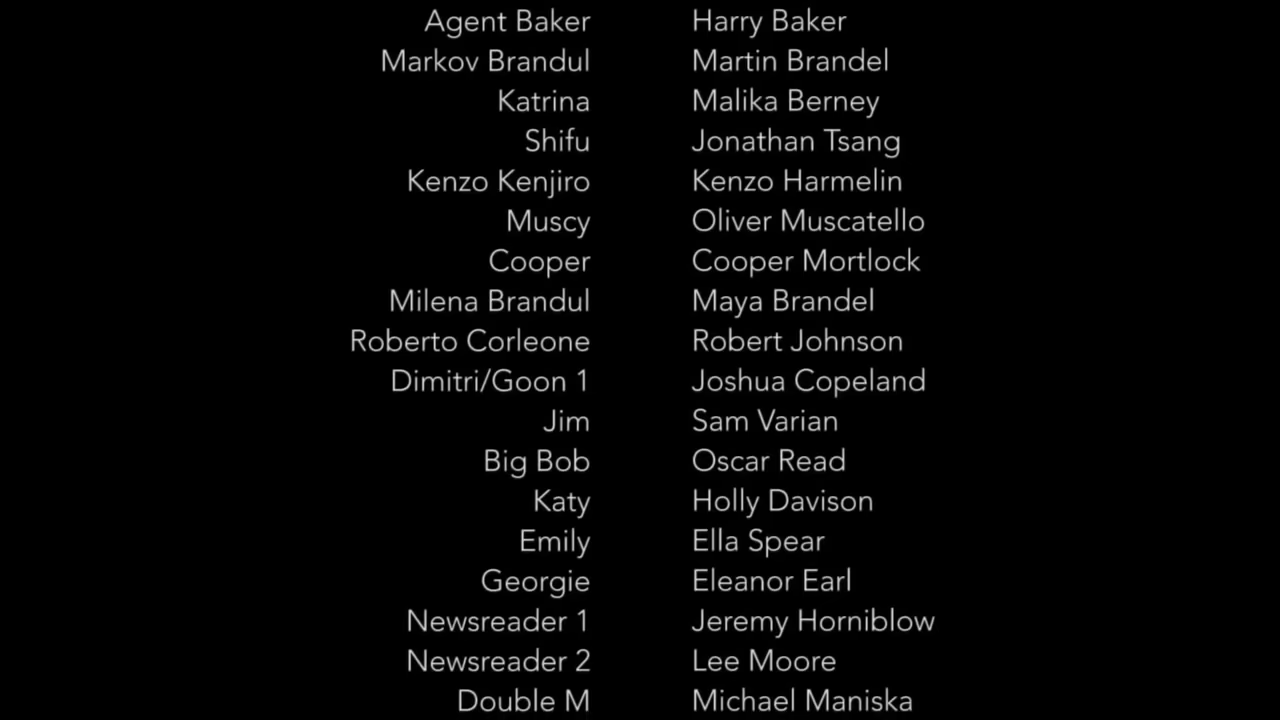 Agent Baker Harry Baker
Markov Brandul Martin Brandel
Katrina Malika Berney
Shifu Jonathan Tsang
Kenzo Kenjiro Kenzo Harmelin
Muscy Oliver Muscatello
Cooper Cooper Mortlock
Milena Brandul Maya Brandel
Roberto Corleone Robert Johnson
Dimitri/Goon 1 Joshua Copeland
Jim Sam Varian
Big Bob Oscar Read
Katy Holly Davison
Emily Ella Spear
Georgie Eleanor Earl
Newsreader 1 Jeremy Horniblow
Newsreader 2 Lee Moore
Double M Michael Maniska